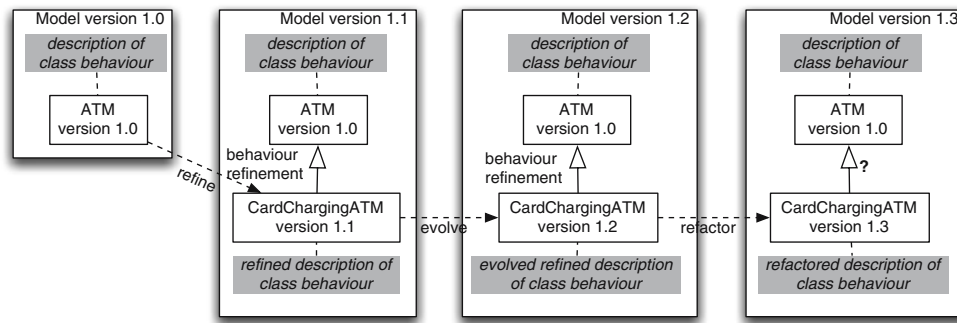 Model version 1.0
description of
class behaviour
ATM
version 1.0
refine
Model version 1.1
description of
class behaviour
ATM
version 1.0
behaviour
refinement
CardChargingATM
version 1.1
refined description of
class behaviour
evolve
Model version 1.2
description of
class behaviour
ATM
version 1.0
behaviour
refinement
CardChargingATM
version 1.2
evolved refined description
of class behaviour
refactor
Model version 1.3
description of
class behaviour
ATM
version 1.0
?
CardChargingATM
version 1.3
refactored description of
class behaviour